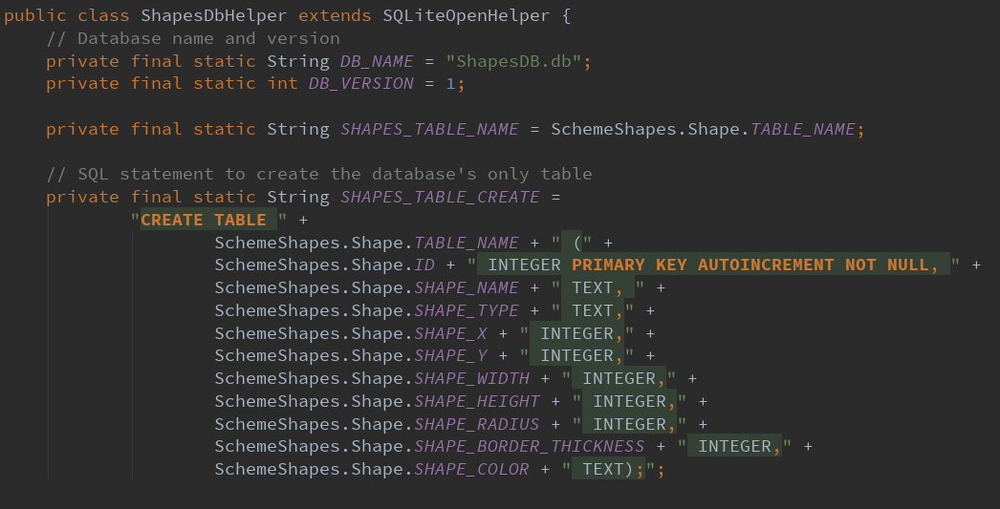 public class ShapesDbHelper extends SQLiteOpenHelper {
// Database name and version
private final static String DB_NAME = "ShapesDB.db";
private final static int DB_VERSION = 1;
private final static String SHAPES_TABLE_NAME = SchemeShapes.Shape.TABLE_NAME;
// SQL statement to create the database's only table
private final static String SHAPES_TABLE_CREATE =
"CREATE TABLE " +
SchemeShapes.Shape.TABLE_NAME + " (" +
SchemeShapes.Shape.ID + " INTEGER PRIMARY KEY AUTOINCREMENT NOT NULL, " +
SchemeShapes.Shape.SHAPE_NAME + " TEXT, " +
SchemeShapes.Shape.SHAPE_TYPE + " TEXT," +
SchemeShapes.Shape.SHAPE_X + " INTEGER," +
SchemeShapes.Shape.SHAPE_Y + " INTEGER," +
SchemeShapes.Shape.SHAPE_WIDTH + " INTEGER," +
SchemeShapes.Shape.SHAPE_HEIGHT + " INTEGER," +
SchemeShapes.Shape.SHAPE_RADIUS + " INTEGER," +
SchemeShapes.Shape.SHAPE_BORDER_THICKNESS + " INTEGER," +
SchemeShapes.Shape.SHAPE_COLOR + " TEXT);";